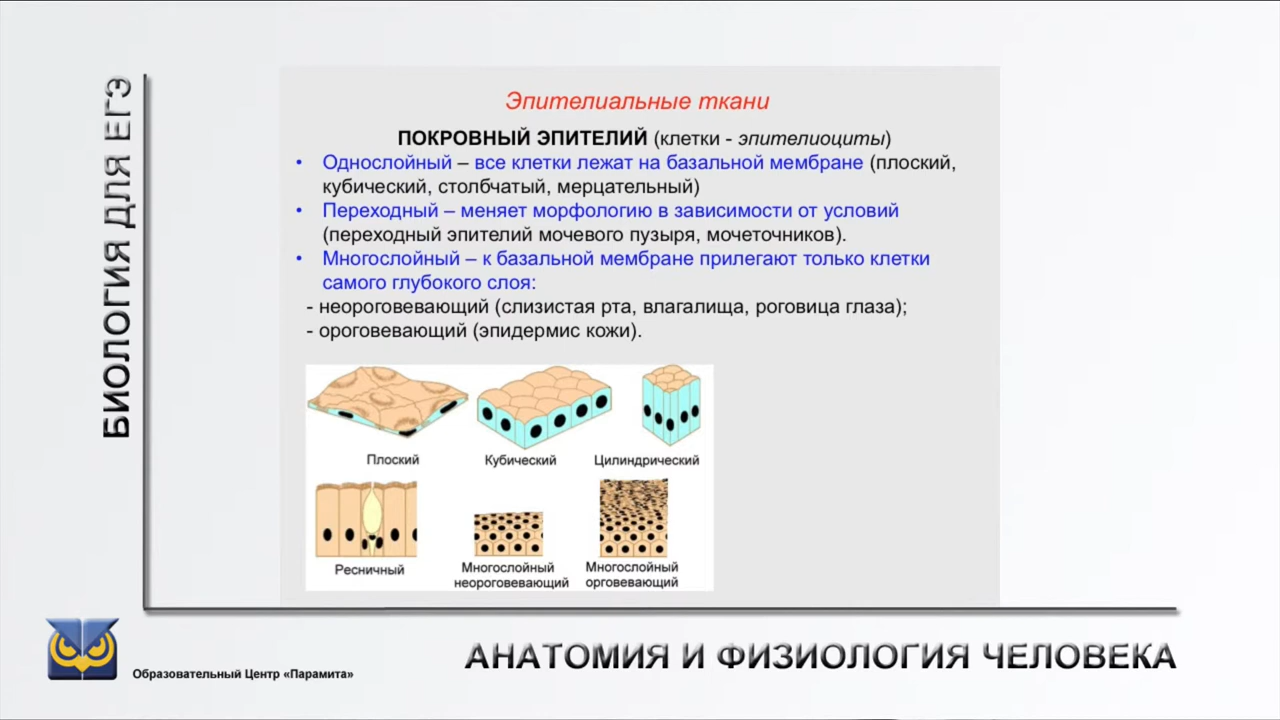 БИОЛОГИЯ ДЛЯ ЕГЭ
Эпителиальные ткани
ПОКРОВНЫЙ ЭПИТЕЛИЙ (клетки - эпителиоциты)
• Однослойный – все клетки лежат на базальной мембране (плоский,
кубический, столбчатый, мерцательный)
• Переходный – меняет морфологию в зависимости от условий
(переходный эпителий мочевого пузыря, мочеточников).
• Многослойный – к базальной мембране прилегают только клетки
самого глубокого слоя:
- неороговевающий (слизистая рта, влагалища, роговица глаза);
- ороговевающий (эпидермис кожи).
Плоский
Кубический
Цилиндрический
Ресничный
Многослойный
неороговевающий
Многослойный
орговевающий
Образовательный Центр «Парамита»
АНАТОМИЯ И ФИЗИОЛОГИЯ ЧЕЛОВЕКА